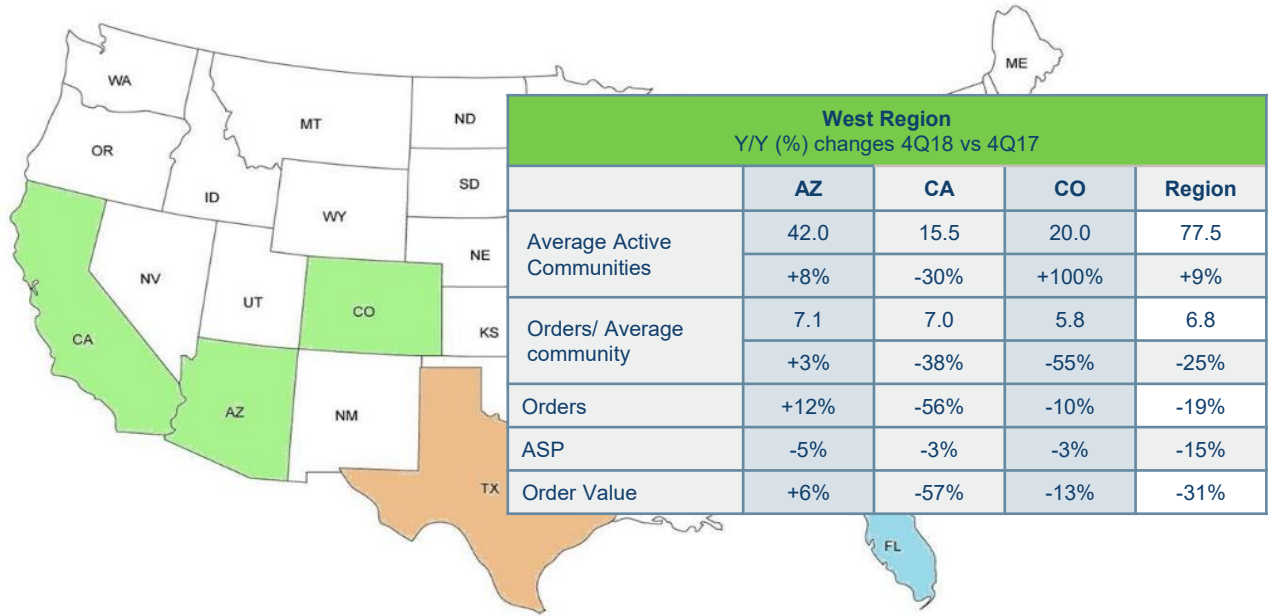 WA
OR
MT
ID
WY
NV
UT
CO
CA
AZ
NM
ND
SD
NE
KS
TX
ME
FL
West Region
Y/Y (%) changes 4Q18 vs 4Q17
AZ CA CO Region
Average Active
Communities
42.0 15.5 20.0 77.5
+8% -30% +100% +9%
Orders/ Average
community
7.1 7.0 5.8 6.8
+3% -38% -55% -25%
Orders +12% -56% -10% -19%
ASP -5% -3% -3% -15%
Order Value +6% -57% -13% -31%